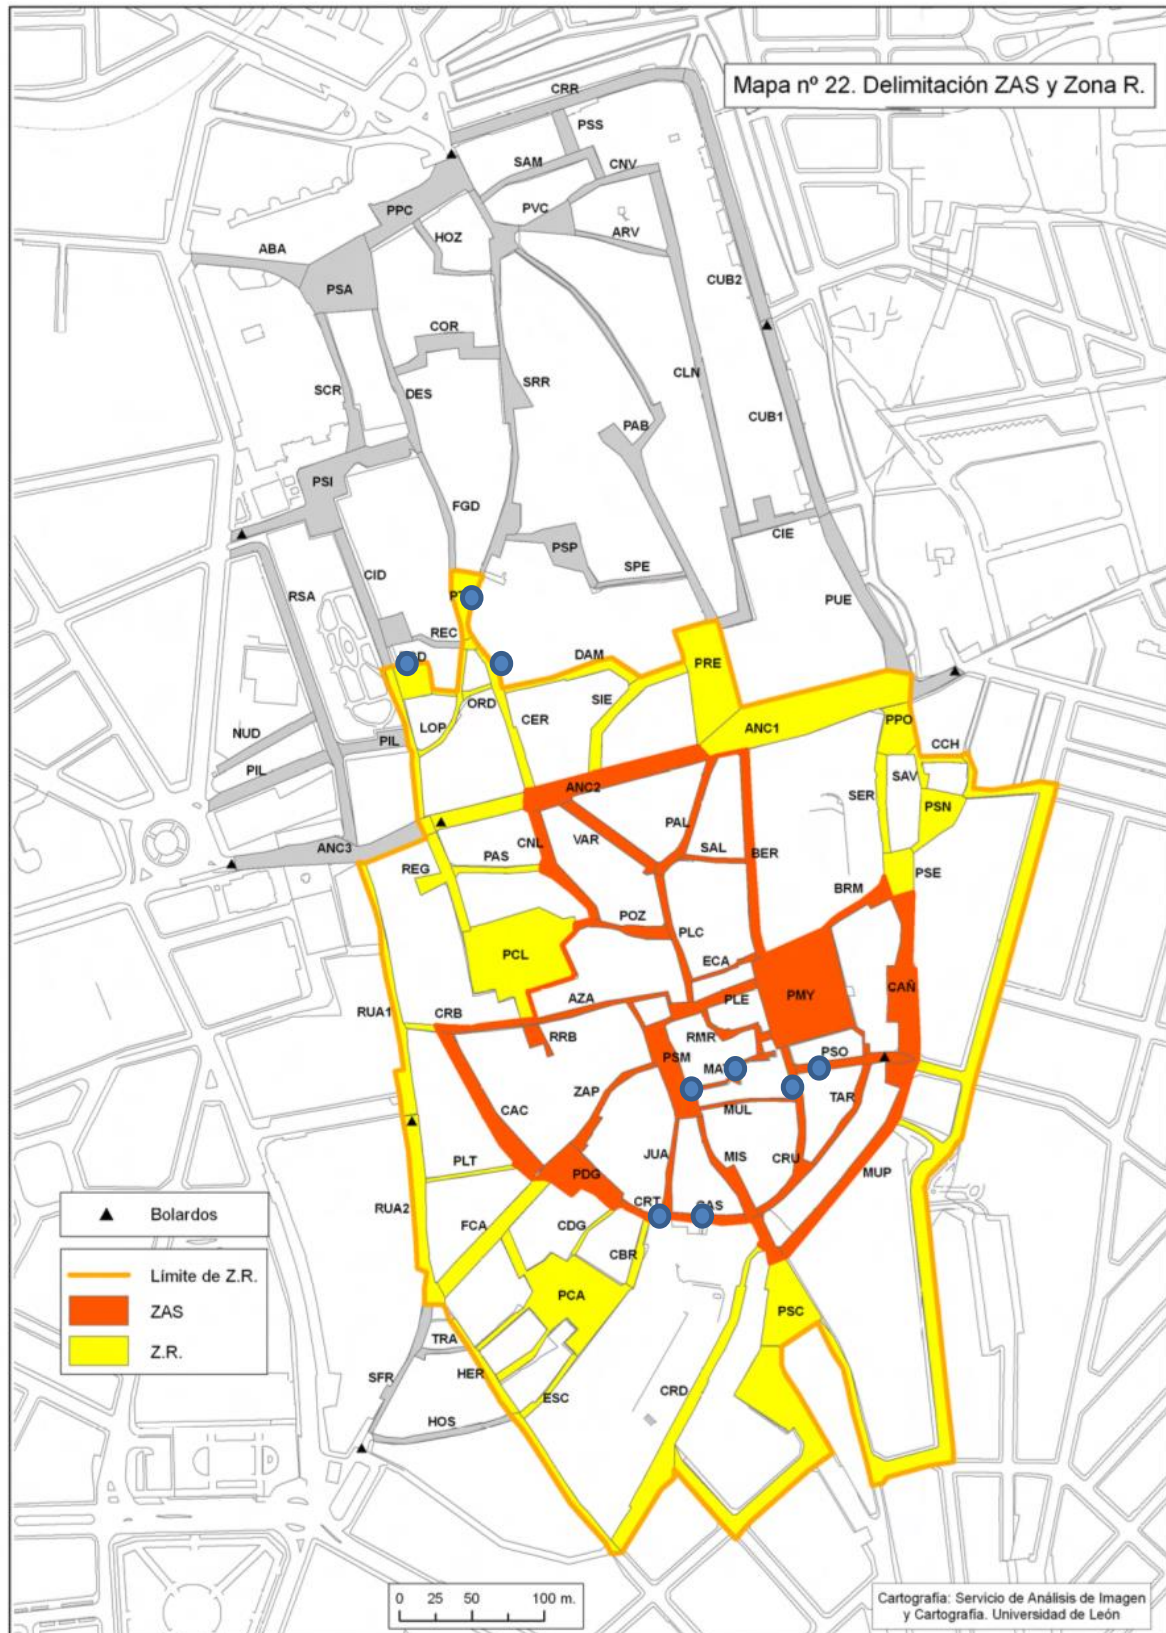 Mapa nº 22. Delimitación ZAS y Zona R.
CRR
PSS
SAM
CNV
PPC
PVC
HOZ
ARV
ABA
PSA
CUB2
COR
SCR
DES
SRR
CLN
PAB
CUB1
PSI
FGD
PSP
CIE
SPE
CID
RSA
PUE
REC
DAM
PRE
SIE
ORD
CER
LOP
NUD
PIL
PIL
ANC1
PPO
CCH
SAV
SER
PSN
ANC2
VAR
PAL
SAL
CNL
PAS
BER
ANC3
REG
BRM
PSE
POZ
PLC
PCL
ECA
AZA
PLE
PMY
CAÑ
RUA1
CRB
RRB
RMR
PSM
PSO
ZAP
CAC
MUL
TAR
JUA
MIS
CRU
PLT
PDG
MUP
RUA2
CRT
FCA
CDG
CBR
PCA
PSC
TRA
HER
SFR
ESC
CRD
HOS
Bolardos
Límite de Z.R.
ZAS
Z.R.
0 25 50 100 m.
Cartografía: Servicio de Análisis de Imagen
y Cartografía. Universidad de León